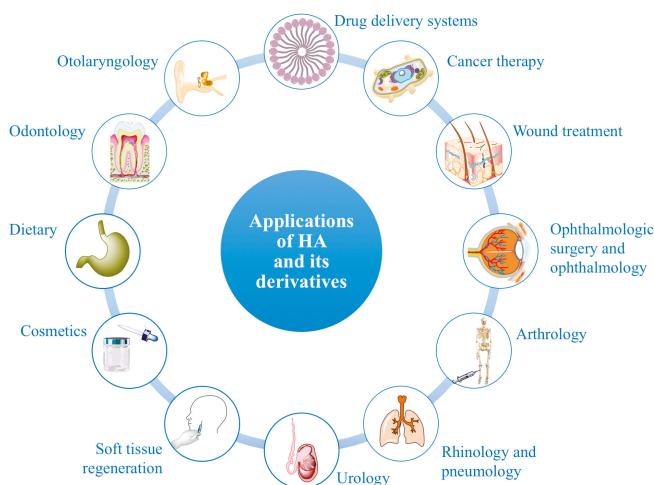 Drug delivery systems
Cancer therapy
Wound treatment
Ophthalmologic
surgery and
ophthalmology
Arthrology
Rhinology and
pneumology
Urology
Soft tissue
regeneration
Cosmetics
Dietary
Odontology
Otolaryngology
Applications
of HA
and its
derivatives